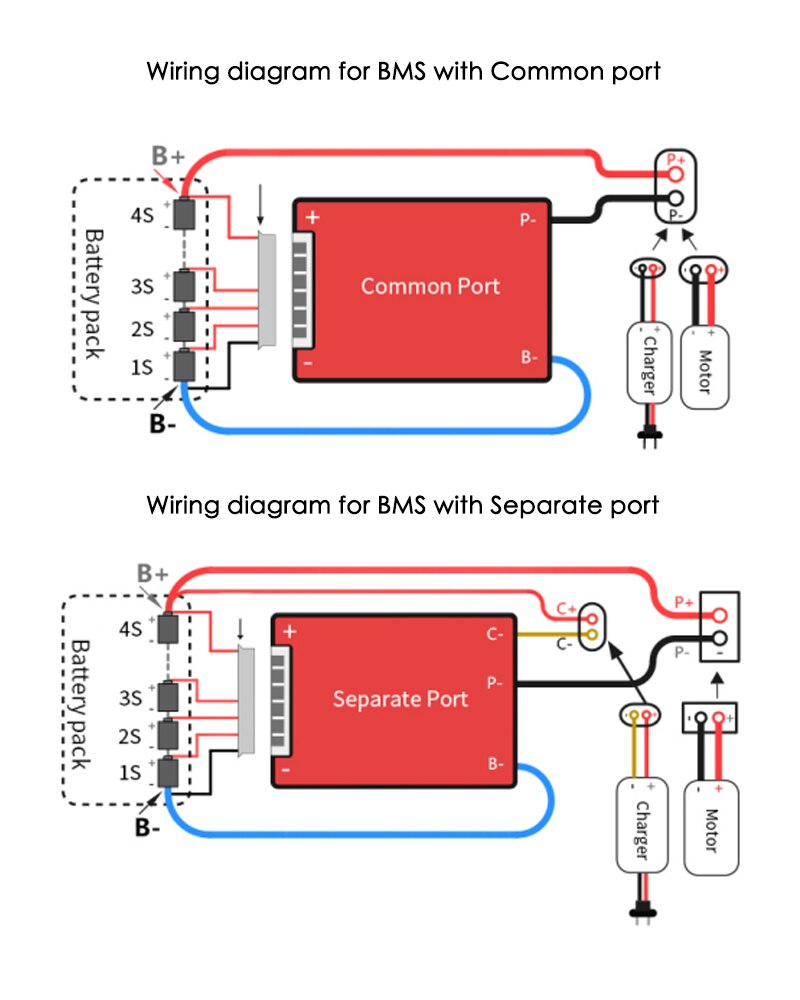 Wiring diagram for BMS with Common port
B+
P+
4S
+
-
+
P-
P-
Battery pack
3S
+
-
Common Port
- +
- +
2S
+
-
- +
- +
Charger
Motor
1S
+
-
-
B-
B-
Wiring diagram for BMS with Separate port
B+
P+
C+
4S
+
-
+
C-
C-
P-
-
Battery pack
3S
+
-
Separate Port
P-
- +
- +
2S
+
-
1S
+
-
-
B-
- +
- +
Charger
Motor
B-